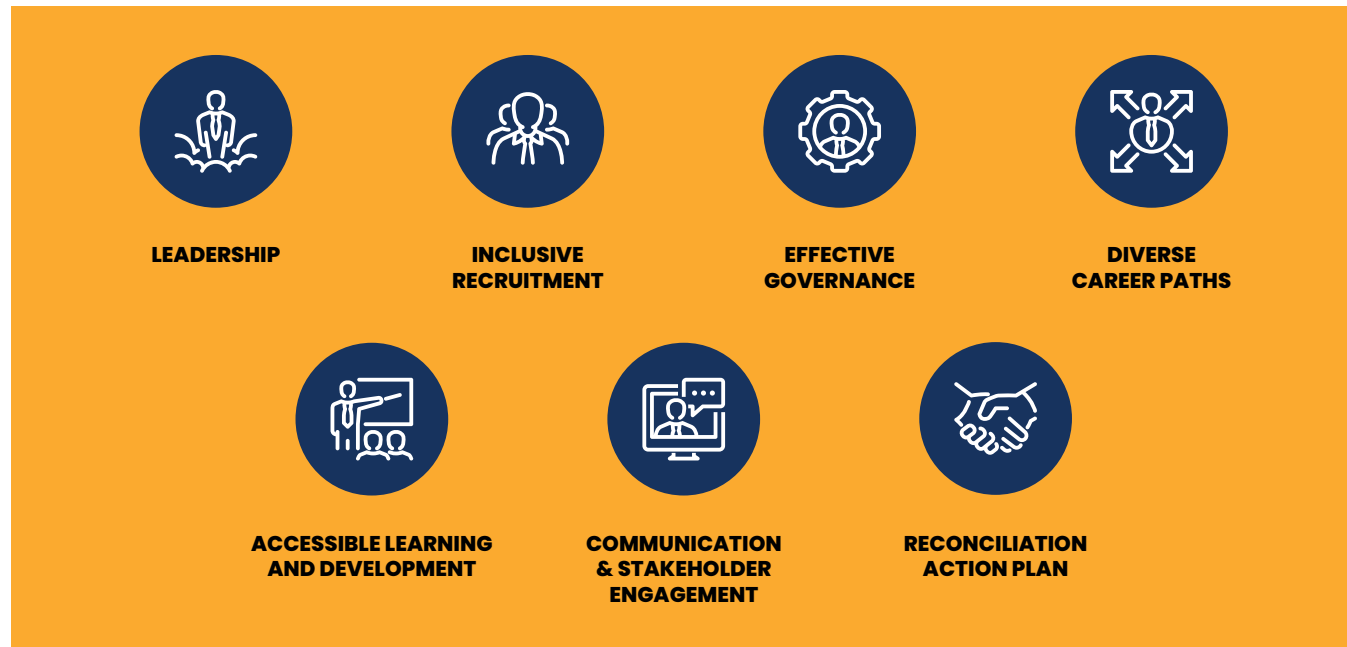 LEADERSHIP
INCLUSIVE
RECRUITMENT
EFFECTIVE
GOVERNANCE
DIVERSE
CAREER PATHS
ACCESSIBLE LEARNING
AND DEVELOPMENT
COMMUNICATION
& STAKEHOLDER
ENGAGEMENT
RECONCILIATION
ACTION PLAN